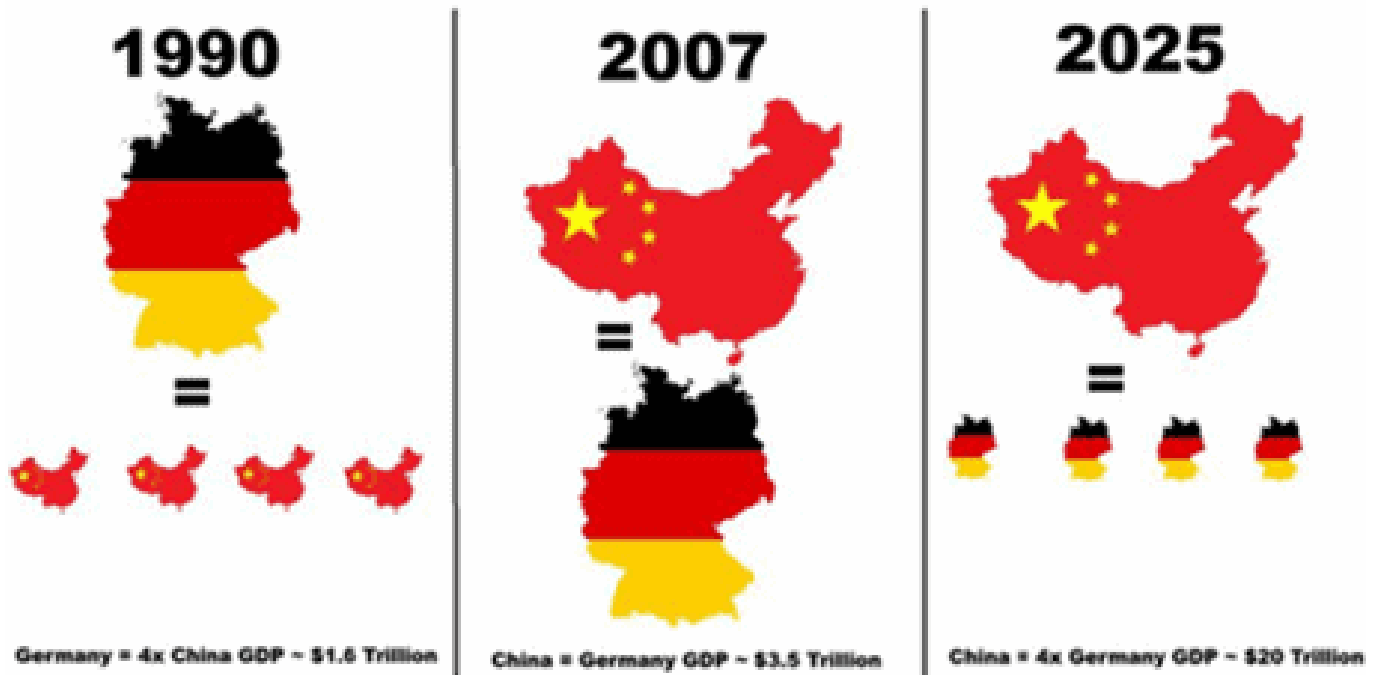 1990
2007
2025
=
=
=
Germany = 4x China GDP ~ $1.6 Trillion
China = Germany GDP ~ $3.5 Trillion
China = 4x Germany GDP ~ $20 Trillion